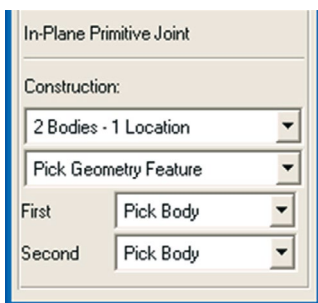 In-Plane Primitive Joint
Construction:
2 Bodies - 1 Location
Pick Geometry Feature
First Pick Body
Second Pick Body